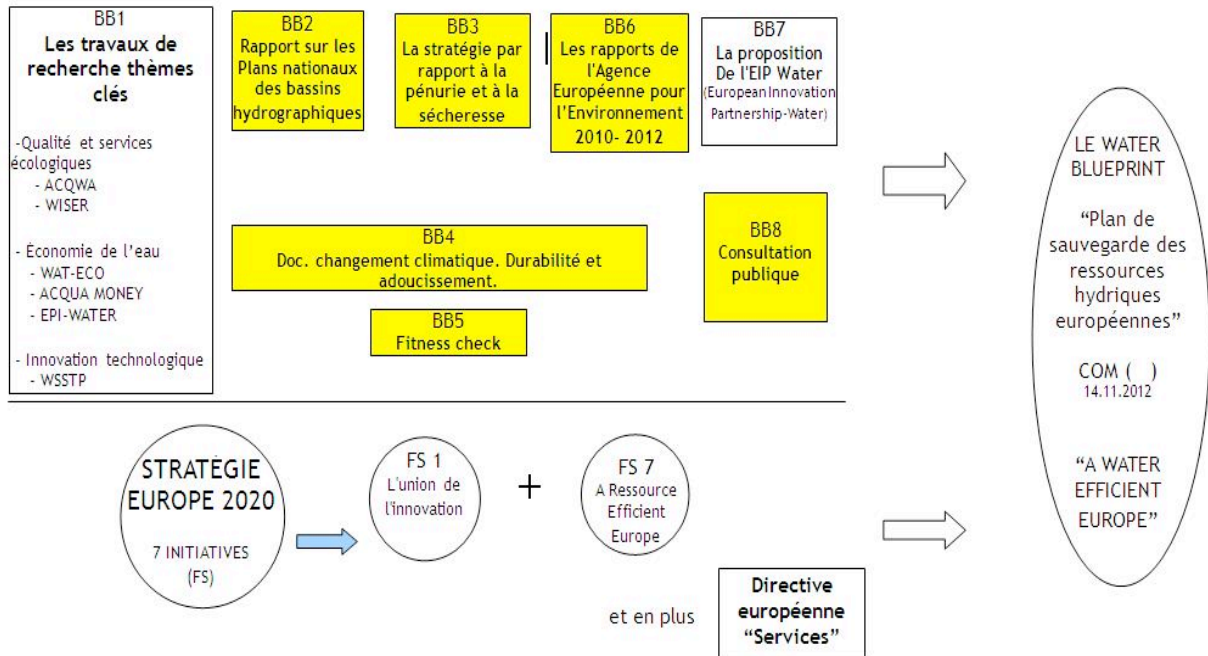 BB1
Les travaux de
recherche thèmes
clés
-Qualité et services
écologiques
- ACQWA
- WISER
- Économie de l'eau
- WAT-ECO
- ACQUA MONEY
- EPI-WATER
- Innovation technologique
- WSSTP
BB2
Rapport sur les
Plans nationaux
des bassins
hydrographiques
BB3
La stratégie par
rapport à la
pénurie et à la
sécheresse
BB6
Les rapports de
l'Agence
Européenne pour
l'Environnement
2010- 2012
BB7
La proposition
De l'EIP Water
(European Innovation
Partnership-Water)
BB4
Doc. changement climatique. Durabilité et
adoucissement.
BB5
Fitness check
BB8
Consultation
publique
STRATÉGIE
EUROPE 2020
7 INITIATIVES
(FS)
FS 1
L'union de
l'innovation
+
FS 7
A Ressource
Efficient
Europe
et en plus
Directive
européenne
“Services”
LE WATER
BLUEPRINT
“Plan de
sauvegarde des
ressources
hydriques
européennes”
COM ( )
14.11.2012
“A WATER
EFFICIENT
EUROPE”